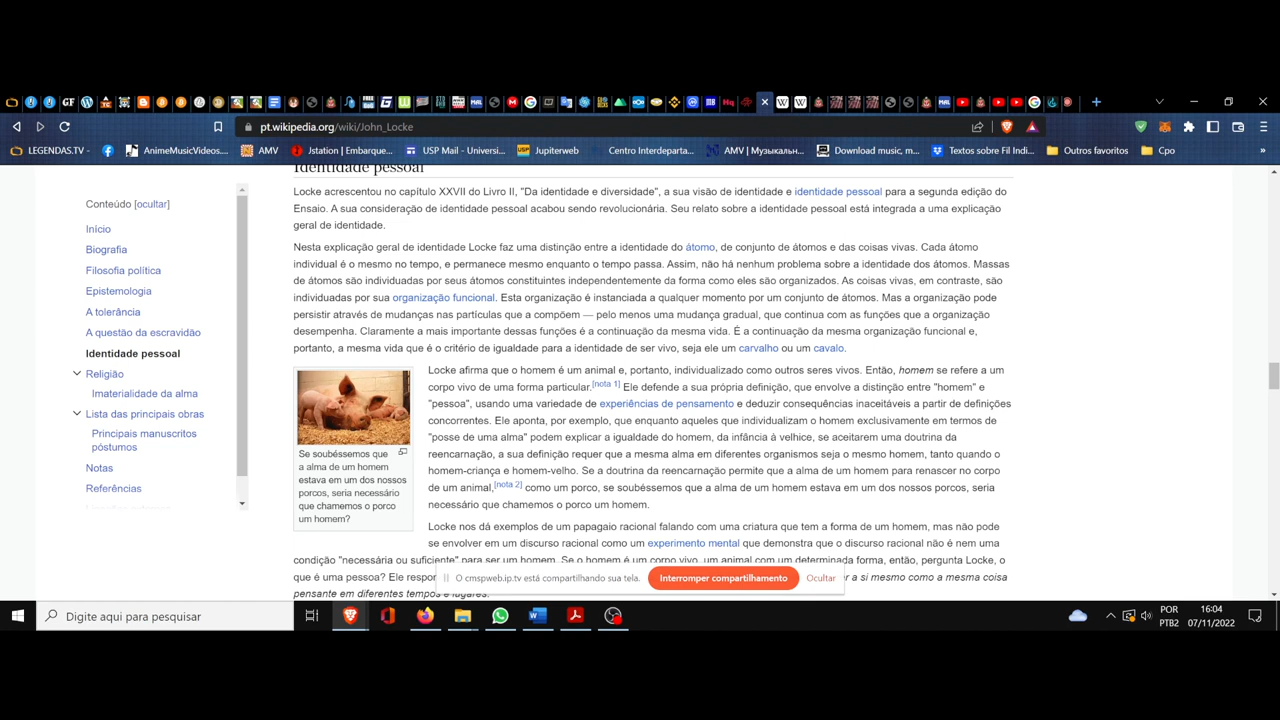 pt.wikipedia.org/wiki/John_Locke
LEGENDAS.TV
AnimeMusicVideos....
AMV
Jstation | Embarque...
USP Mail - Universi...
Jupiterweb
Centro Interdeparta...
AMV | Музыкальн...
Download music, m...
Textos sobre Fil Indi...
Outros favoritos
Cpo
»
Conteúdo [ocultar]
Início
Biografia
Filosofia política
Epistemologia
A tolerância
A questão da escravidão
Identidade pessoal
Religião
Imaterialidade da alma
Lista das principais obras
Principais manuscritos
póstumos
Notas
Referências
Identidade pessoal
Locke acrescentou no capítulo XXVII do Livro II, "Da identidade e diversidade", a sua visão de identidade e identidade pessoal para a segunda edição do
Ensaio. A sua consideração de identidade pessoal acabou sendo revolucionária. Seu relato sobre a identidade pessoal está integrada a uma explicação
geral de identidade.
Nesta explicação geral de identidade Locke faz uma distinção entre a identidade do átomo, de conjunto de átomos e das coisas vivas. Cada átomo
individual é o mesmo no tempo, e permanece mesmo enquanto o tempo passa. Assim, não há nenhum problema sobre a identidade dos átomos. Massas
de átomos são individuadas por seus átomos constituintes independentemente da forma como eles são organizados. As coisas vivas, em contraste, são
individuadas por sua organização funcional. Esta organização é instanciada a qualquer momento por um conjunto de átomos. Mas a organização pode
persistir através de mudanças nas partículas que a compõem — pelo menos uma mudança gradual, que continua com as funções que a organização
desempenha. Claramente a mais importante dessas funções é a continuação da mesma vida. É a continuação da mesma organização funcional e,
portanto, a mesma vida que é o critério de igualdade para a identidade de ser vivo, seja ele um carvalho ou um cavalo.
Se soubéssemos que
a alma de um homem
estava em um dos nossos
porcos, seria necessário
que chamemos o porco
um homem?
Locke afirma que o homem é um animal e, portanto, individualizado como outros seres vivos. Então, homem se refere a um
corpo vivo de uma forma particular.[nota 1] Ele defende a sua própria definição, que envolve a distinção entre "homem" e
"pessoa", usando uma variedade de experiências de pensamento e deduzir consequências inaceitáveis a partir de definições
concorrentes. Ele aponta, por exemplo, que enquanto aqueles que individualizam o homem exclusivamente em termos de
"posse de uma alma" podem explicar a igualdade do homem, da infância à velhice, se aceitarem uma doutrina da
reencarnação, a sua definição requer que a mesma alma em diferentes organismos seja o mesmo homem, tanto quando o
homem-criança e homem-velho. Se a doutrina da reencarnação permite que a alma de um homem para renascer no corpo
de um animal,[nota 2] como um porco, se soubéssemos que a alma de um homem estava em um dos nossos porcos, seria
necessário que chamemos o porco um homem.
Locke nos dá exemplos de um papagaio racional falando com uma criatura que tem a forma de um homem, mas não pode
se envolver em um discurso racional como um experimento mental que demonstra que o discurso racional não é nem uma
condição "necessária ou suficiente" para ser um homem. Se o homem é um corpo vivo, um animal com uma determinada forma, então, pergunta Locke, o
que é uma pessoa? Ele respon a si mesmo como a mesma coisa
pensante em diferentes tempos e lugares.
O cmspweb.ip.tv está compartilhando sua tela.
Interromper compartilhamento
Ocultar
Digite aqui para pesquisar
POR
PTB2
16:04
07/11/2022